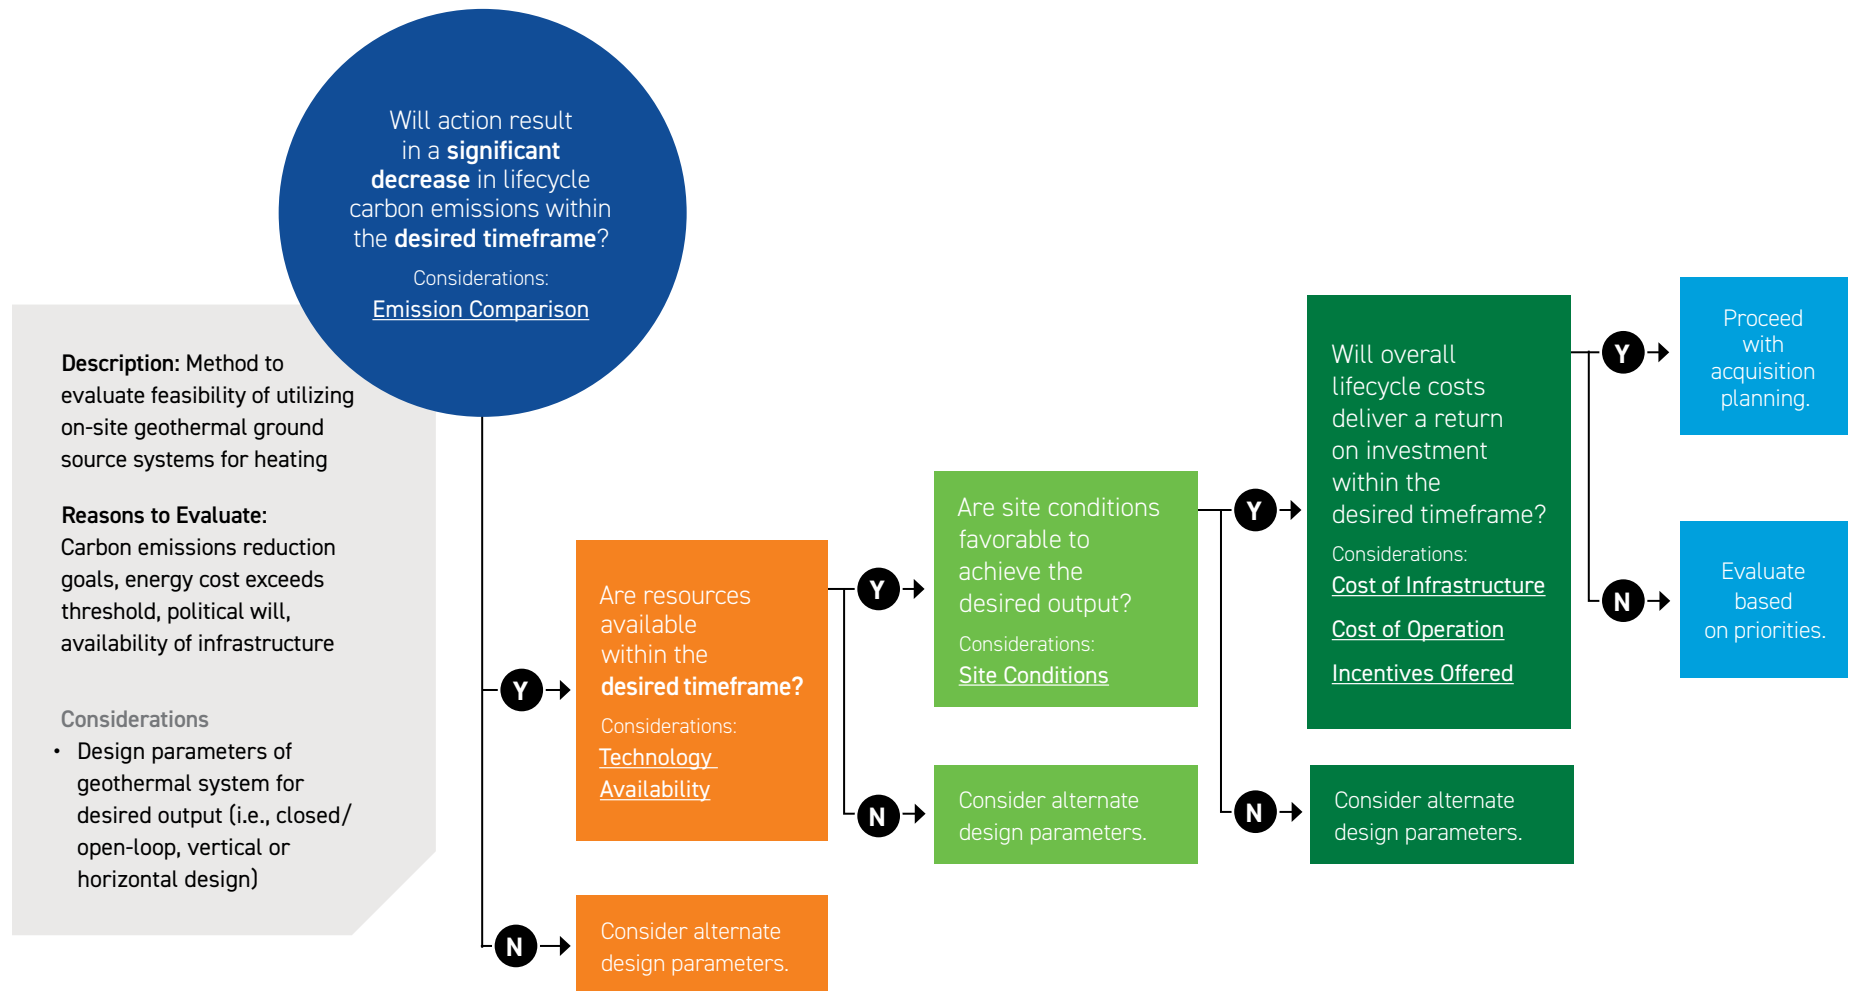 Will action result
in a significant
decrease in lifecycle
carbon emissions within
the desired timeframe?
Considerations:
Emission Comparison
Description: Method to
evaluate feasibility of utilizing
on-site geothermal ground
source systems for heating
Reasons to Evaluate:
Carbon emissions reduction
goals, energy cost exceeds
threshold, political will,
availability of infrastructure
Considerations
• Design parameters of
geothermal system for
desired output (i.e., closed/
open-loop, vertical or
horizontal design)
Y
N
Are resources
available
within the
desired timeframe?
Considerations:
Technology
Availability
Consider alternate
design parameters.
Y
N
Are site conditions
favorable to
achieve the
desired output?
Considerations:
Site Conditions
Consider alternate
design parameters.
Y
N
Will overall
lifecycle costs
deliver a return
on investment
within the
desired timeframe?
Considerations:
Cost of Infrastructure
Cost of Operation
Incentives Offered
Consider alternate
design parameters.
Y
N
Proceed
with
acquisition
planning.
Evaluate
based
on priorities.